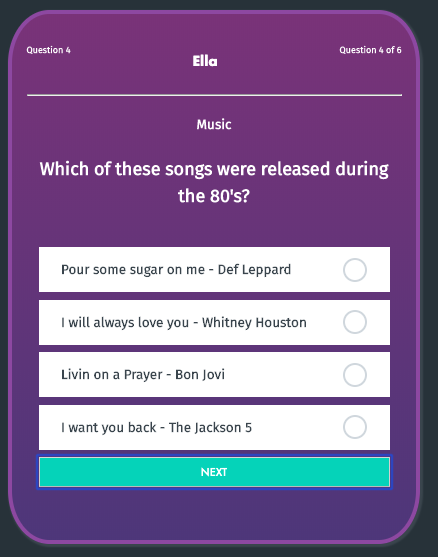 Question 4
Ella
Question 4 of 6
Music
Which of these songs were released during
the 80's?
Pour some sugar on me - Def Leppard
I will always love you - Whitney Houston
Livin on a Prayer - Bon Jovi
I want you back - The Jackson 5
NEXT